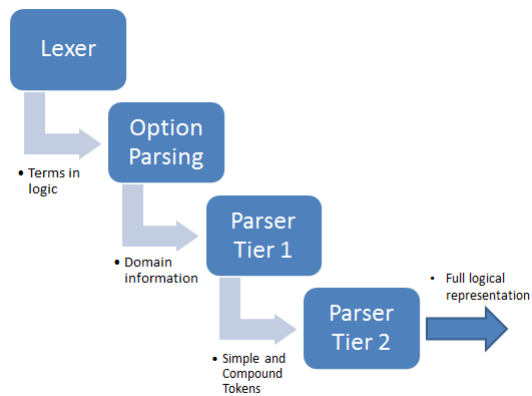 Lexer
• Terms in
logic
Option
Parsing
• Domain
information
Parser
Tier 1
• Simple and
Compound
Tokens
Parser
Tier 2
• Full logical
representation